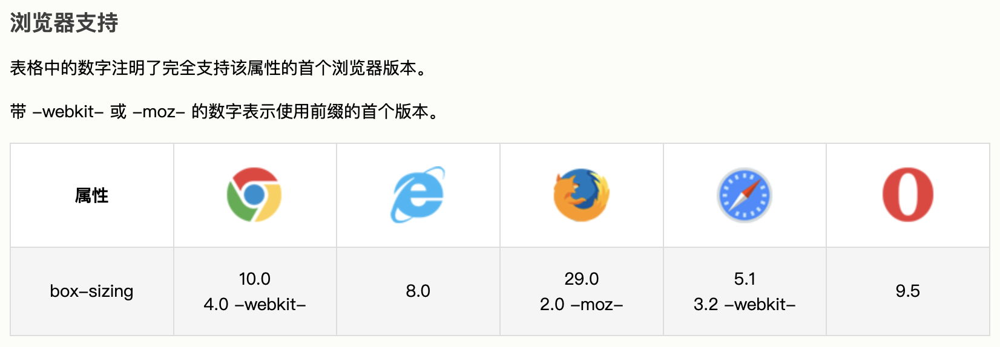 浏览器支持
表格中的数字注明了完全支持该属性的首个浏览器版本。
带 -webkit- 或 -moz- 的数字表示使用前缀的首个版本。
属性
box-sizing
10.0
4.0 -webkit-
8.0
29.0
2.0 -moz-
5.1
3.2 -webkit-
9.5